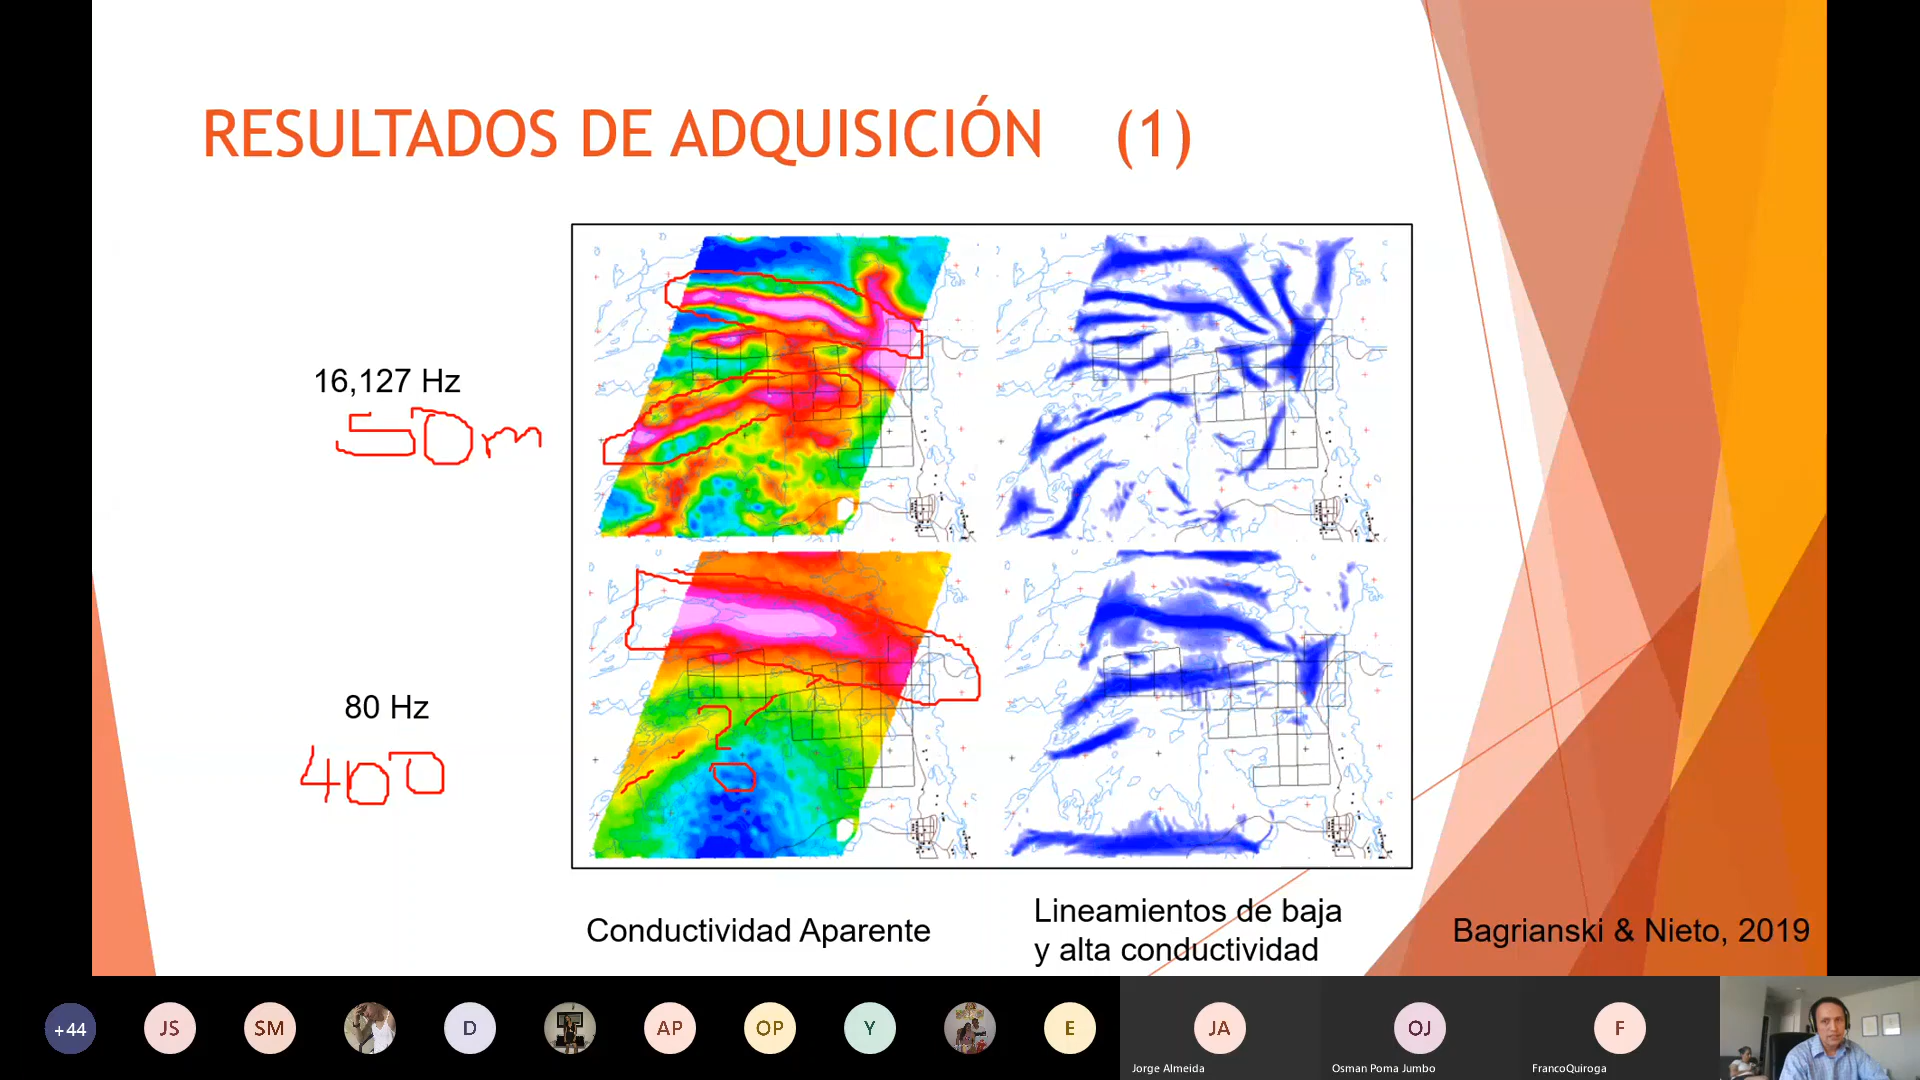 RESULTADOS DE ADQUISICIÓN (1)
16,127 Hz
50m
80 Hz
400
?
Conductividad Aparente
Lineamientos de baja
y alta conductividad
Bagrianski & Nieto, 2019
+44
JS
SM
D
AP
OP
Y
E
JA
OJ
F
Jorge Almeida
Osman Poma Jumbo
FrancoQuiroga